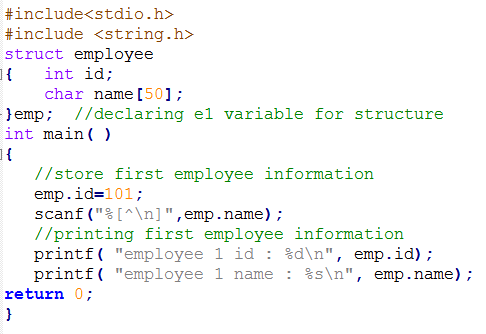 #include<stdio.h>
#include <string.h>
struct employee
{   int id;
    char name[50];
}emp;  //declaring e1 variable for structure
int main( )
{
   //store first employee information
   emp.id=101;
   scanf("%[^\n]",emp.name);
   //printing first employee information
   printf( "employee 1 id : %d\n", emp.id);
   printf( "employee 1 name : %s\n", emp.name);
return 0;
}